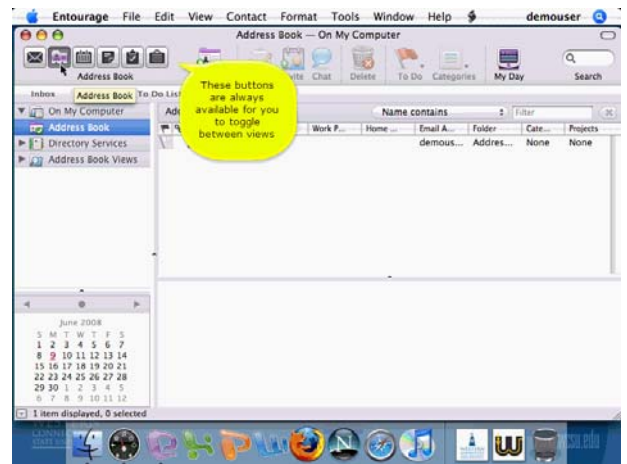 Entourage File Edit View Contact Format Tools Window Help demouser
Address Book — On My Computer
Address Book
Invite Chat Delete To Do Categories My Day Search
Inbox Address Book To Do List
These buttons
are always
available for you
to toggle
between views
On My Computer
Address Book
Directory Services
Address Book Views
Name contains Filter
Work P... Home ... Email A... Folder Cate... Projects
demous... Addres... None None
June 2008
S M T W T F S
1 2 3 4 5 6 7
8 9 10 11 12 13 14
15 16 17 18 19 20 21
22 23 24 25 26 27 28
29 30 1 2 3 4 5
6 7 8 9 10 11 12
1 item displayed, 0 selected